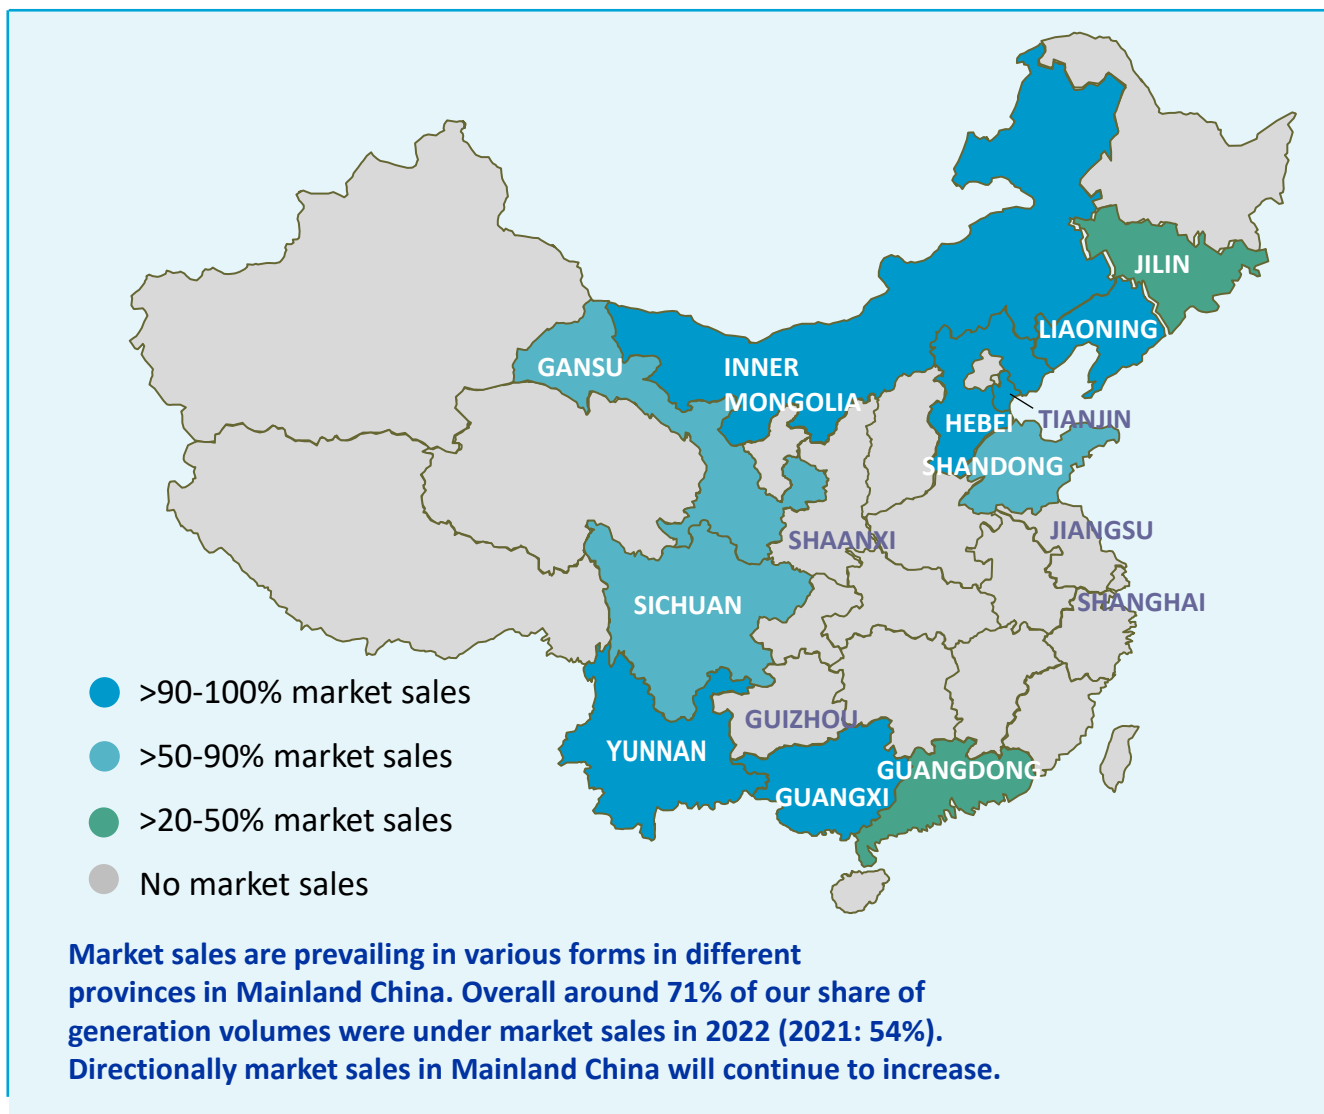 JILIN
LIAONING
GANSU
INNER
MONGOLIA
TIANJIN
HEBEI
SHANDONG
JIANGSU
SHAANXI
SHANGHAI
SICHUAN
GUIZHOU
YUNNAN
GUANGDONG
GUANGXI
>90-100% market sales
>50-90% market sales
>20-50% market sales
No market sales
Market sales are prevailing in various forms in different
provinces in Mainland China. Overall around 71% of our share of
generation volumes were under market sales in 2022 (2021: 54%).
Directionally market sales in Mainland China will continue to increase.